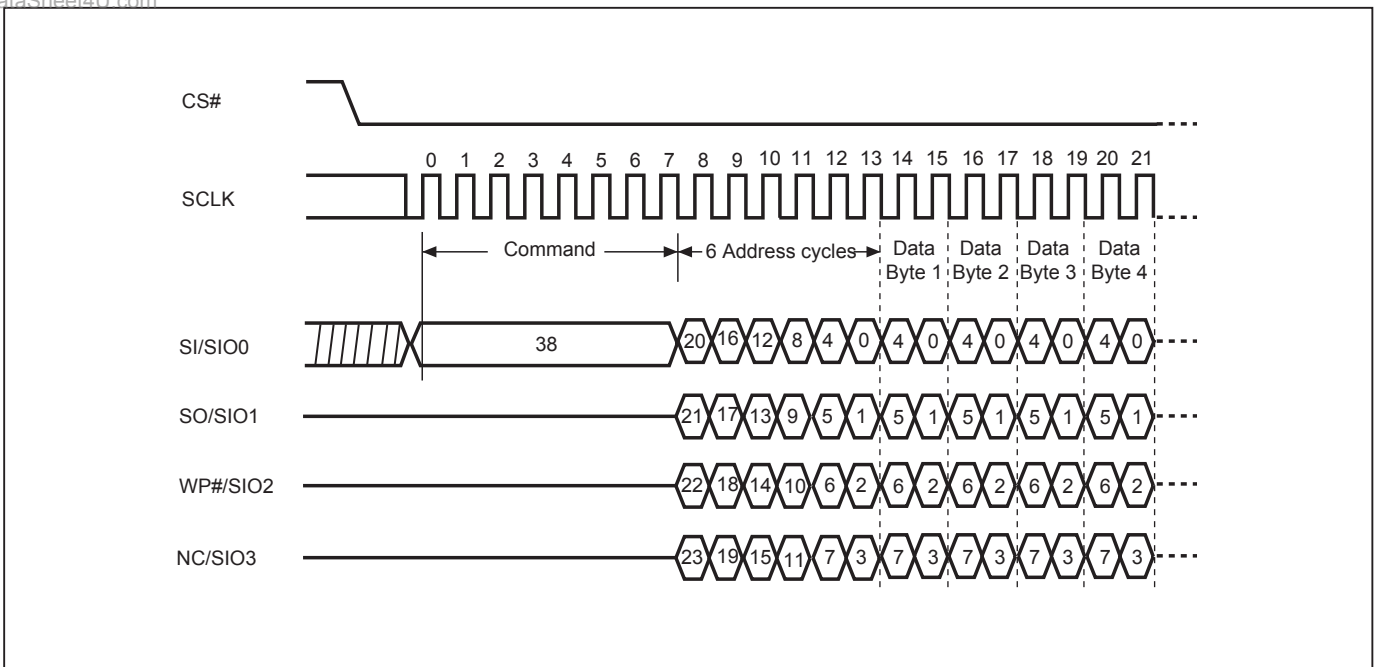 DataSheet4U.com
CS#
0 1 2 3 4 5 6 7 8 9 10 11 12 13 14 15 16 17 18 19 20 21
SCLK
Command
6 Address cycles
Data Byte 1
Data Byte 2
Data Byte 3
Data Byte 4
SI/SIO0
38
20 16 12 8 4 0 4 0 4 0 4 0 4 0
SO/SIO1
21 17 13 9 5 1 5 1 5 1 5 1 5 1
WP#/SIO2
22 18 14 10 6 2 6 2 6 2 6 2 6 2
NC/SIO3
23 19 15 11 7 3 7 3 7 3 7 3 7 3